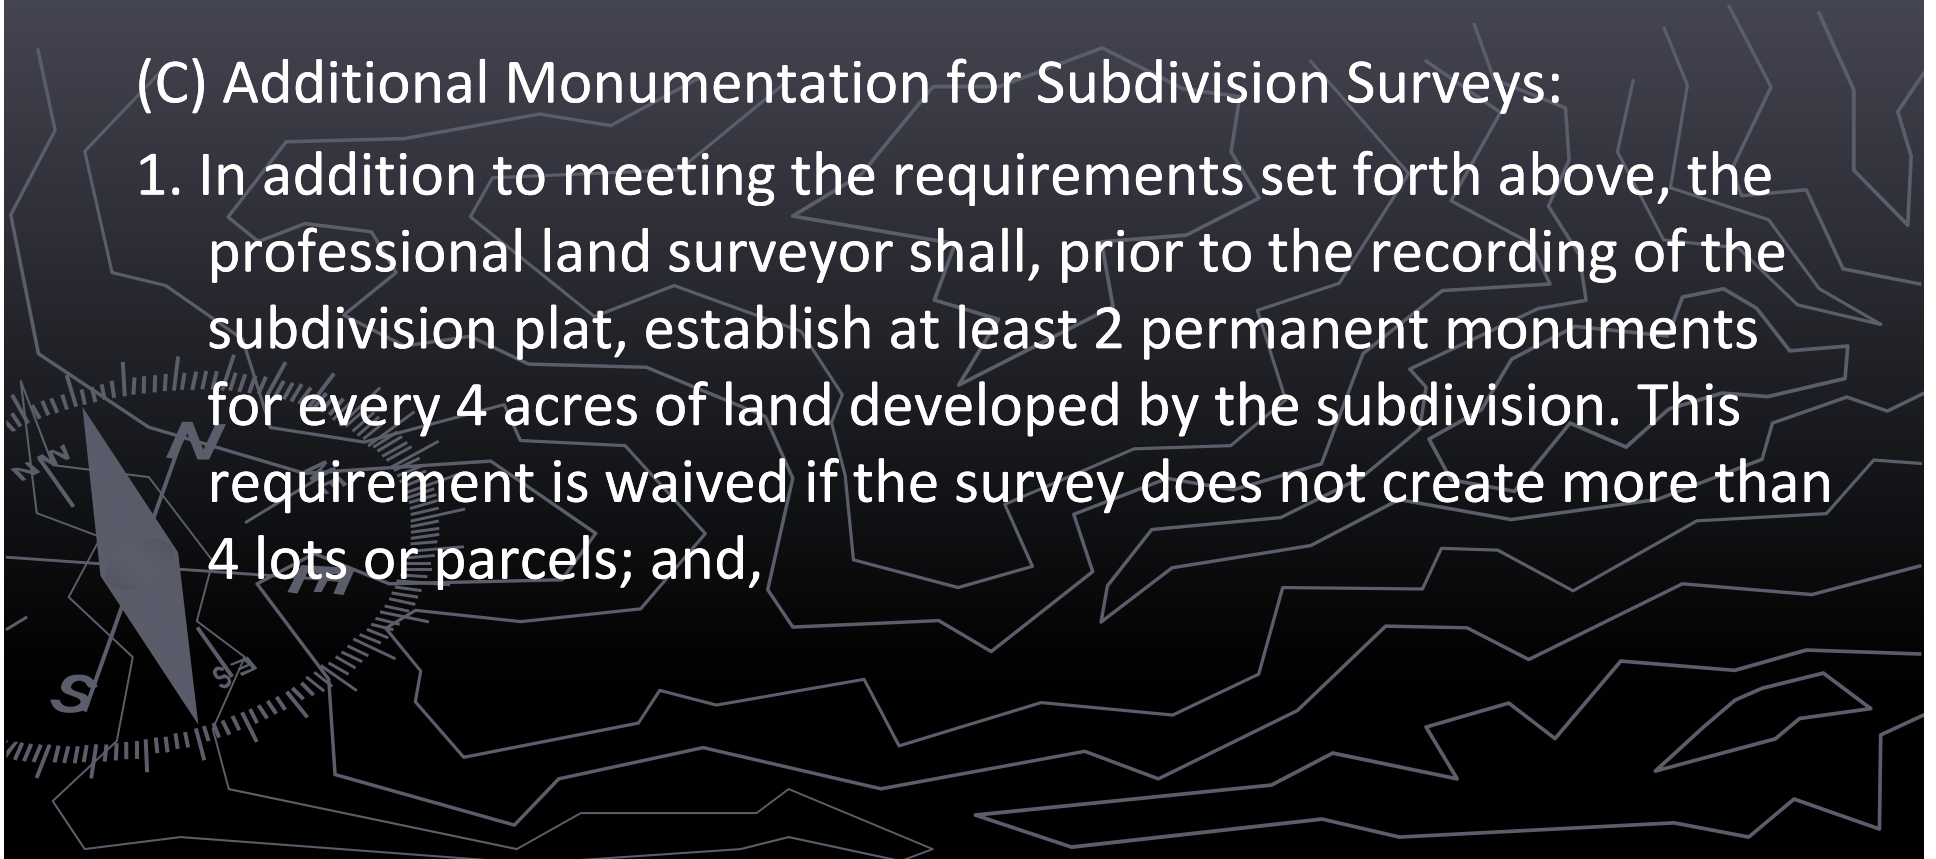 (C) Additional Monumentation for Subdivision Surveys:
1. In addition to meeting the requirements set forth above, the
professional land surveyor shall, prior to the recording of the
subdivision plat, establish at least 2 permanent monuments
for every 4 acres of land developed by the subdivision. This
requirement is waived if the survey does not create more than
4 lots or parcels; and,
N
E
S